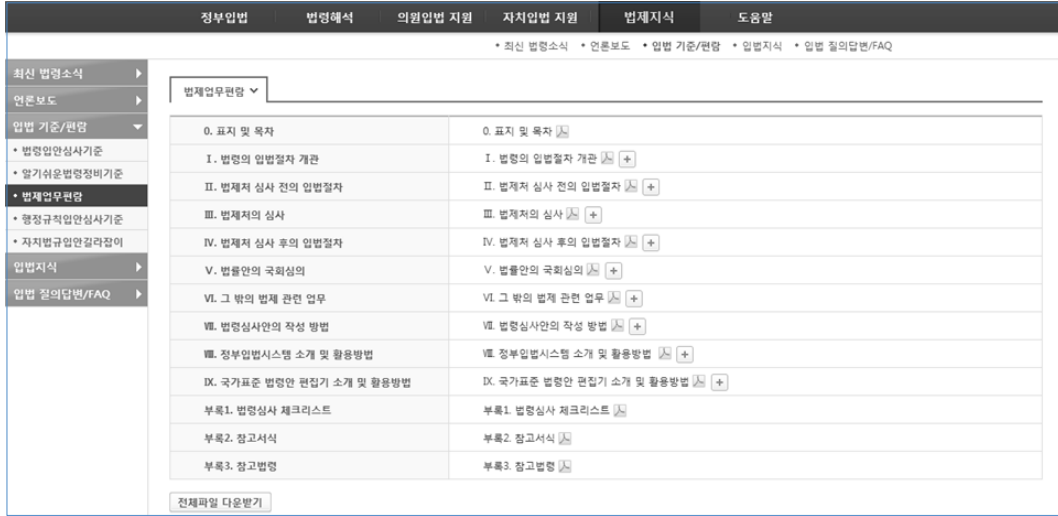 정부입법 법령해석 의원입법 지원 자치입법 지원 법제지식 도움말
• 최신 법령소식 • 언론보도 • 입법 기준/편람 • 입법지식 • 입법 질의답변/FAQ
최신 법령소식
언론보도
입법 기준/편람
• 법령입안심사기준
• 알기쉬운법령정비기준
• 법제업무편람
• 행정규칙입안심사기준
• 자치법규입안길라잡이
입법지식
입법 질의답변/FAQ
법제업무편람
0. 표지 및 목차 0. 표지 및 목차
Ⅰ. 법령의 입법절차 개관 Ⅰ. 법령의 입법절차 개관 +
Ⅱ. 법제처 심사 전의 입법절차 Ⅱ. 법제처 심사 전의 입법절차 +
Ⅲ. 법제처의 심사 Ⅲ. 법제처의 심사 +
Ⅳ. 법제처 심사 후의 입법절차 Ⅳ. 법제처 심사 후의 입법절차 +
Ⅴ. 법률안의 국회심의 Ⅴ. 법률안의 국회심의 +
Ⅵ. 그 밖의 법제 관련 업무 Ⅵ. 그 밖의 법제 관련 업무 +
Ⅶ. 법령심사안의 작성 방법 Ⅶ. 법령심사안의 작성 방법 +
Ⅷ. 정부입법시스템 소개 및 활용방법 Ⅷ. 정부입법시스템 소개 및 활용방법 +
Ⅸ. 국가표준 법령안 편집기 소개 및 활용방법 Ⅸ. 국가표준 법령안 편집기 소개 및 활용방법 +
부록1. 법령심사 체크리스트 부록1. 법령심사 체크리스트
부록2. 참고서식 부록2. 참고서식
부록3. 참고법령 부록3. 참고법령
전체파일 다운받기